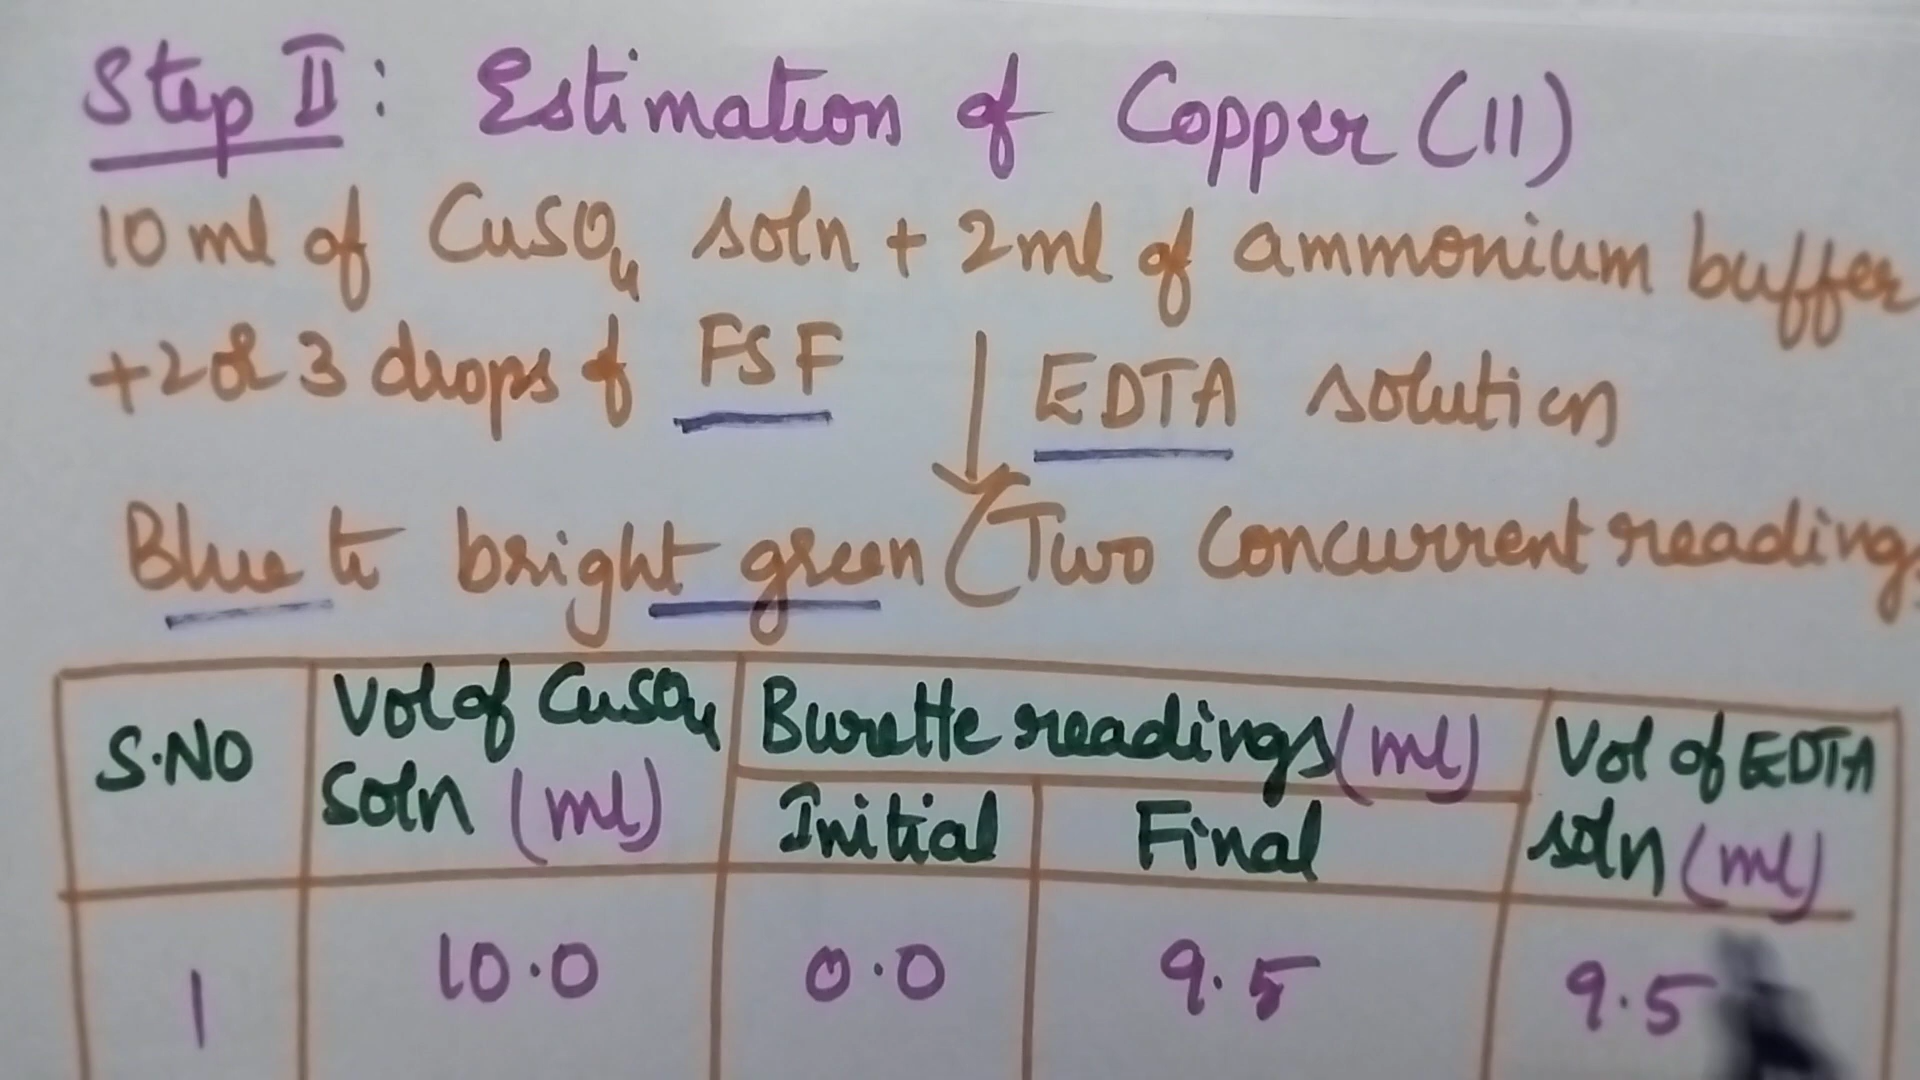 Step II: Estimation of Copper (II)
10 ml of CuSO4 soln + 2ml of ammonium buffer
+ 2 or 3 drops of FSF ↓ EDTA solution
Blue to bright green (Two Concurrent readings
S.NO
Vol of CuSO4
soln (ml)
Burette readings (ml)
Initial
Final
Vol of EDTA
soln (ml)
1 10.0 0.0 9.5 9.5